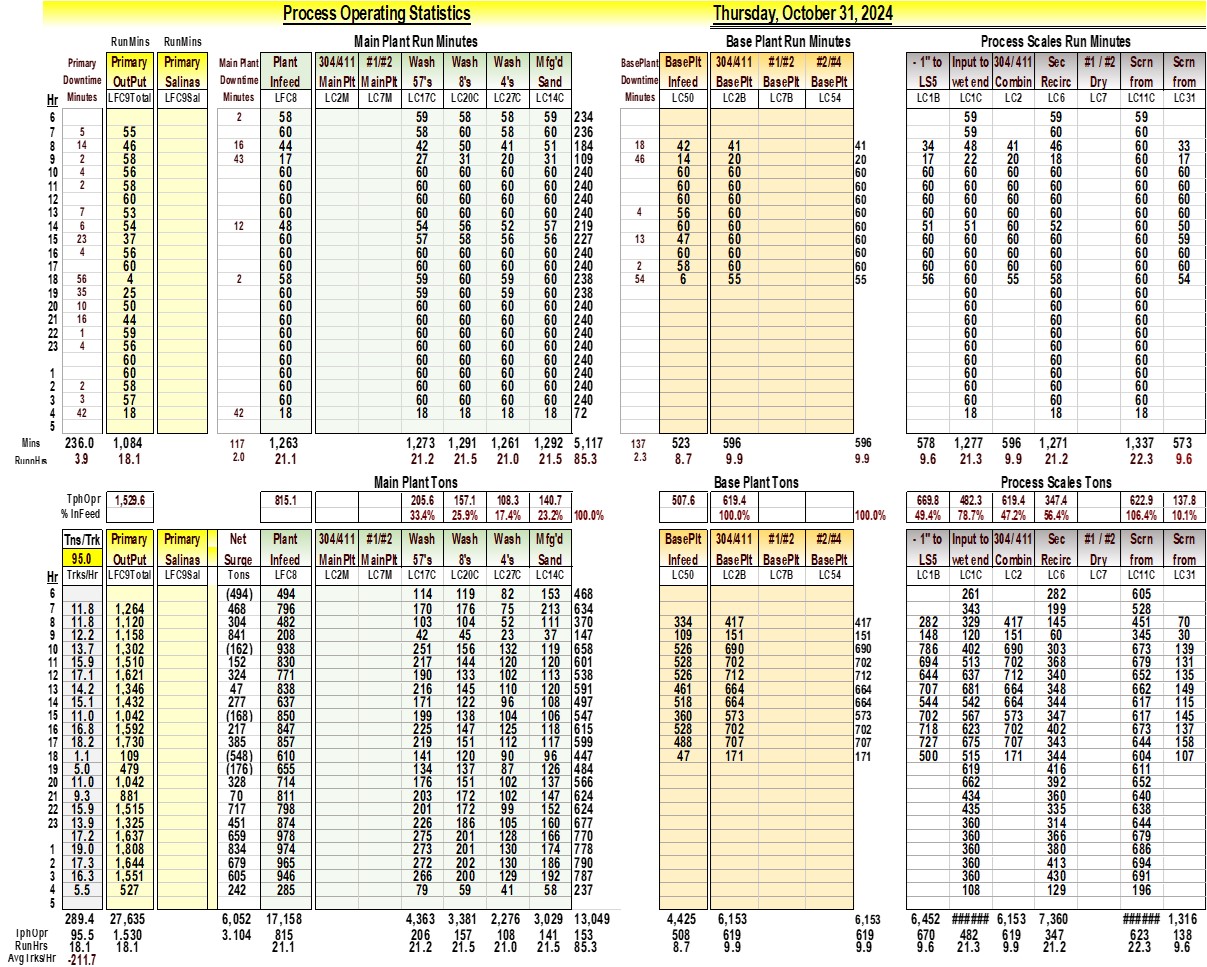 Process Operating Statistics Thursday, October 31, 2024
RunMins RunMins Main Plant Run Minutes Base Plant Run Minutes Process Scales Run Minutes
Primary Primary Primary Main Plant Plant 304/411 #1/#2 Wash Wash Wash Mfg'd BasePlant BasePlt 304/411 #1/#2 #2/#4 - 1" to Input to 304/ 411 Sec #1 / #2 Scrn Scrn
Downtime OutPut Salinas Downtime Infeed MainPlt MainPlt 57's 8's 4's Sand Downtime Infeed BasePlt BasePlt BasePlt LS5 wet end Combin Recirc Dry from from
Hr Minutes LFC9Total LFC9Sal Minutes LFC8 LC2M LC7M LC17C LC20C LC27C LC14C Minutes LC50 LC2B LC7B LC54 LC1B LC1C LC2 LC6 LC7 LC11C LC31
6 2 58 59 58 58 59 234 59 59 59
7 5 55 60 58 60 58 60 236 59 60 59
8 14 46 16 44 42 50 41 51 184 18 42 41 41 34 48 41 46 60 33
9 2 58 43 17 27 31 20 31 109 46 14 20 20 17 22 20 18 60 17
10 4 56 60 60 60 60 60 240 60 60 60 60 60 60 60 60 60
11 2 58 60 60 60 60 60 240 60 60 60 60 60 60 60 60 60
12 60 60 60 60 60 60 240 60 60 60 60 60 60 60 60 60
13 7 53 60 60 60 60 60 240 4 56 60 60 60 60 60 60 60 60
14 6 54 12 48 54 56 52 57 219 60 60 60 51 51 60 52 60 50
15 23 37 60 57 58 56 56 227 13 47 60 60 60 60 60 60 60 59
16 4 56 60 60 60 60 60 240 60 60 60 60 60 60 60 60 60
17 60 60 60 60 60 60 240 2 58 60 60 60 60 60 60 60 60
18 56 4 2 58 59 60 59 60 238 54 6 55 55 56 60 55 58 60 54
19 35 25 60 59 60 59 60 238 60 60 60
20 10 50 60 60 60 60 60 240 60 60 60
21 16 44 60 60 60 60 60 240 60 60 60
22 1 59 60 60 60 60 60 240 60 60 60
23 4 56 60 60 60 60 60 240 60 60 60
60 60 60 60 60 60 240 60 60 60
1 60 60 60 60 60 60 240 60 60 60
2 2 58 60 60 60 60 60 240 60 60 60
3 3 57 60 60 60 60 60 240 60 60 60
4 42 18 42 18 18 18 18 18 72 18 18 18
5
Mins 236.0 1,084 117 1,263 1,273 1,291 1,261 1,292 5,117 137 523 596 596 578 1,277 596 1,271 1,337 573
RunnHrs 3.9 18.1 2.0 21.1 21.2 21.5 21.0 21.5 85.3 2.3 8.7 9.9 9.9 9.6 21.3 9.9 21.2 22.3 9.6
Main Plant Tons Base Plant Tons Process Scales Tons
TphOpr 1,529.6 815.1 205.6 157.1 108.3 140.7 507.6 619.4 669.8 482.3 619.4 347.4 622.9 137.8
% InFeed 33.4% 25.9% 17.4% 23.2% 100.0% 100.0% 100.0% 49.4% 78.7% 47.2% 56.4% 106.4% 10.1%
Tns/Trk Primary Primary Net Plant 304/411 #1/#2 Wash Wash Wash Mfg'd BasePlt 304/411 #1/#2 #2/#4 - 1" to Input to 304/ 411 Sec #1 / #2 Scrn Scrn
95.0 OutPut Salinas Surge Infeed MainPlt MainPlt 57's 8's 4's Sand Infeed BasePlt BasePlt BasePlt LS5 wet end Combin Recirc Dry from from
Hr Trks/Hr LFC9Total LFC9Sal Tons LFC8 LC2M LC7M LC17C LC20C LC27C LC14C LC50 LC2B LC7B LC54 LC1B LC1C LC2 LC6 LC7 LC11C LC31
6 (494) 494 114 119 82 153 468 261 282 605
7 11.8 1,264 468 796 170 176 75 213 634 343 199 528
8 11.8 1,120 304 482 103 104 52 111 370 334 417 417 282 329 417 145 451 70
9 12.2 1,158 841 208 42 45 23 37 147 109 151 151 148 120 151 60 345 30
10 13.7 1,302 (162) 938 251 156 132 119 658 526 690 690 786 402 690 303 673 139
11 15.9 1,510 152 830 217 144 120 120 601 528 702 702 694 513 702 368 679 131
12 17.1 1,621 324 771 190 133 102 113 538 526 712 712 644 637 712 340 652 135
13 14.2 1,346 47 838 216 145 110 120 591 461 664 664 707 681 664 348 662 149
14 15.1 1,432 277 637 171 122 96 108 497 518 664 664 544 542 664 344 617 115
15 11.0 1,042 (168) 850 199 138 104 106 547 360 573 573 702 567 573 347 617 145
16 16.8 1,592 217 847 225 147 125 118 615 528 702 702 718 623 702 402 673 137
17 18.2 1,730 385 857 219 151 112 117 599 488 707 707 727 675 707 343 644 158
18 1.1 109 (548) 610 141 120 90 96 447 47 171 171 500 515 171 344 604 107
19 5.0 479 (176) 655 134 137 87 126 484 619 416 611
20 11.0 1,042 328 714 176 151 102 137 566 662 392 652
21 9.3 881 70 811 203 172 102 147 624 434 360 640
22 15.9 1,515 717 798 201 172 99 152 624 435 335 638
23 13.9 1,325 451 874 226 186 105 160 677 360 314 644
17.2 1,637 659 978 275 201 128 166 770 360 366 679
1 19.0 1,808 834 974 273 201 130 174 778 360 380 686
2 17.3 1,644 679 965 272 202 130 186 790 360 413 694
3 16.3 1,551 605 946 266 200 129 192 787 360 430 691
4 5.5 527 242 285 79 59 41 58 237 108 129 196
5
289.4 27,635 6,052 17,158 4,363 3,381 2,276 3,029 13,049 4,425 6,153 6,153 6,452 ###### 6,153 7,360 ###### 1,316
TphOpr 95.5 1,530 3.104 815 206 157 108 141 153 508 619 619 670 482 619 347 623 138
RunHrs 18.1 18.1 21.1 21.2 21.5 21.0 21.5 85.3 8.7 9.9 9.9 9.6 21.3 9.9 21.2 22.3 9.6
AvgTrks/Hr -211.7